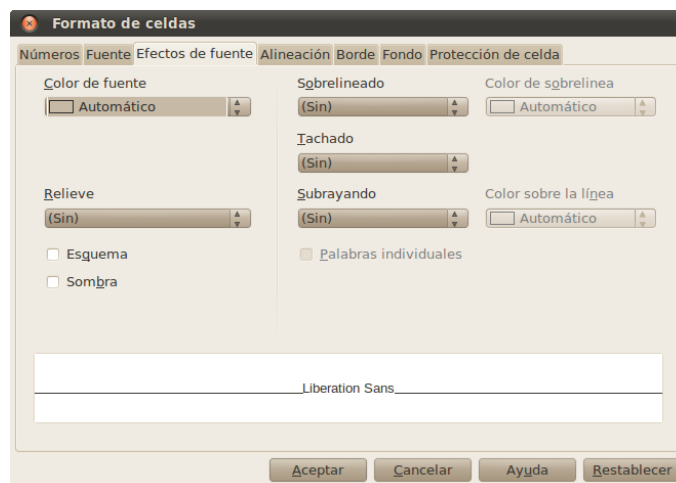 Formato de celdas
Números Fuente Efectos de fuente Alineación Borde Fondo Protección de celda
Color de fuente Sobrelineado Color de sobrelinea
Automático (Sin) Automático
Tachado
(Sin)
Relieve Subrayando Color sobre la línea
(Sin) (Sin) Automático
Esquema Palabras individuales
Sombra
Liberation Sans
Aceptar Cancelar Ayuda Restablecer